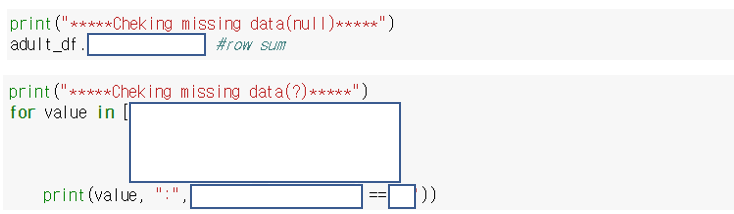 print("*****Cheking missing data(null)*****")
adult_df. #row sum
print("*****Cheking missing data(?)*****")
for value in [
print(value, ":", == '))